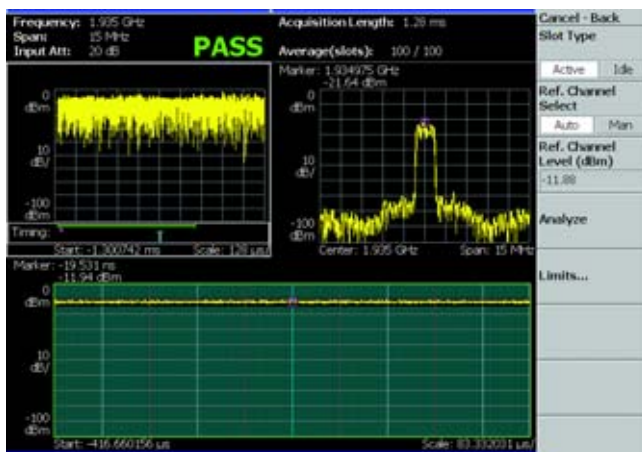 Frequency: 1.935 GHz
Span: 15 MHz
Input Att: 20 dB
PASS
Acquisition Length: 1.28 ms
Average(slots): 100 / 100
Cancel - Back
Slot Type
Active Idle
Ref. Channel
Select
Auto Man
Ref. Channel
Level (dBm)
-11.88
Analyze
Limits...
0
dBm
10
dB/
-100
dBm
Timing:
Start: -1.300742 ms Scale: 128 µs/
Marker: 1.934975 GHz
-21.64 dBm
0
dBm
10
dB/
-100
dBm
Center: 1.935 GHz Span: 15 MHz
Marker: -19.531 ns
-11.94 dBm
0
dBm
10
dB/
-100
dBm
Start: -416.660156 µs Scale: 83.332031 µs/